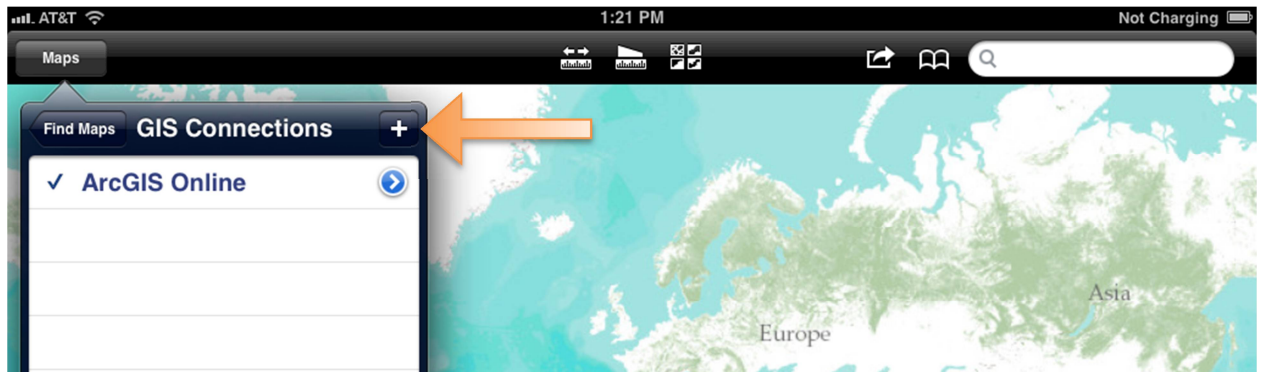 AT&T 1:21 PM Not Charging
Maps
Find Maps GIS Connections +
✓ ArcGIS Online
Asia
Europe